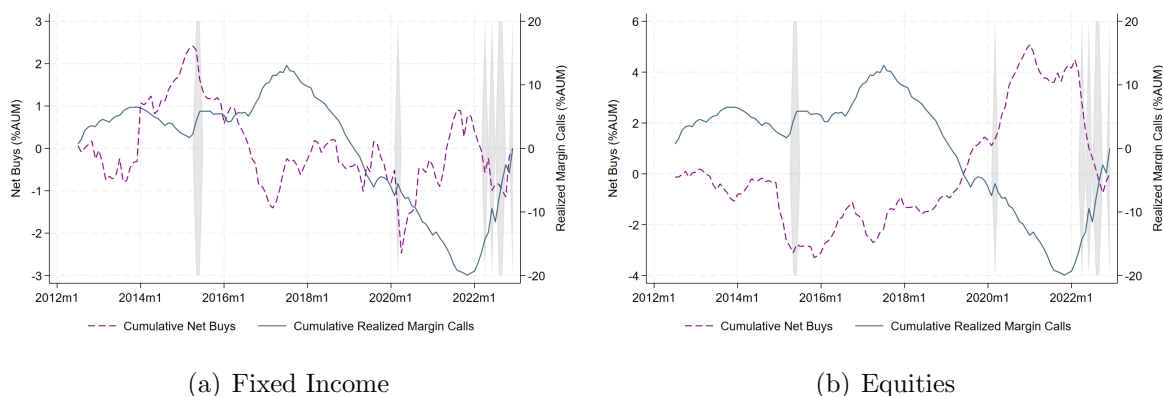 3
2
1
0
-1
-2
-3
Net Buys (%AUM)
20
10
0
-10
-20
Realized Margin Calls (%AUM)
2012m1 2014m1 2016m1 2018m1 2020m1 2022m1
Cumulative Net Buys Cumulative Realized Margin Calls
(a) Fixed Income
6
4
2
0
-2
-4
Net Buys (%AUM)
20
10
0
-10
-20
Realized Margin Calls (%AUM)
2012m1 2014m1 2016m1 2018m1 2020m1 2022m1
Cumulative Net Buys Cumulative Realized Margin Calls
(b) Equities